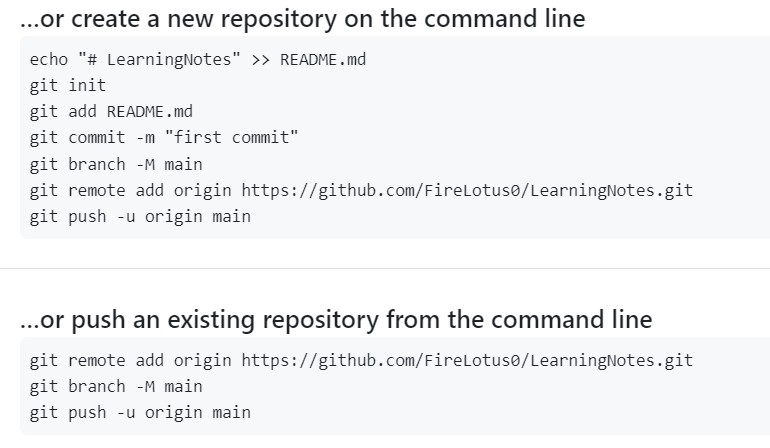 ...or create a new repository on the command line
echo "# LearningNotes" >> README.md
git init
git add README.md
git commit -m "first commit"
git branch -M main
git remote add origin https://github.com/FireLotus0/LearningNotes.git
git push -u origin main
...or push an existing repository from the command line
git remote add origin https://github.com/FireLotus0/LearningNotes.git
git branch -M main
git push -u origin main